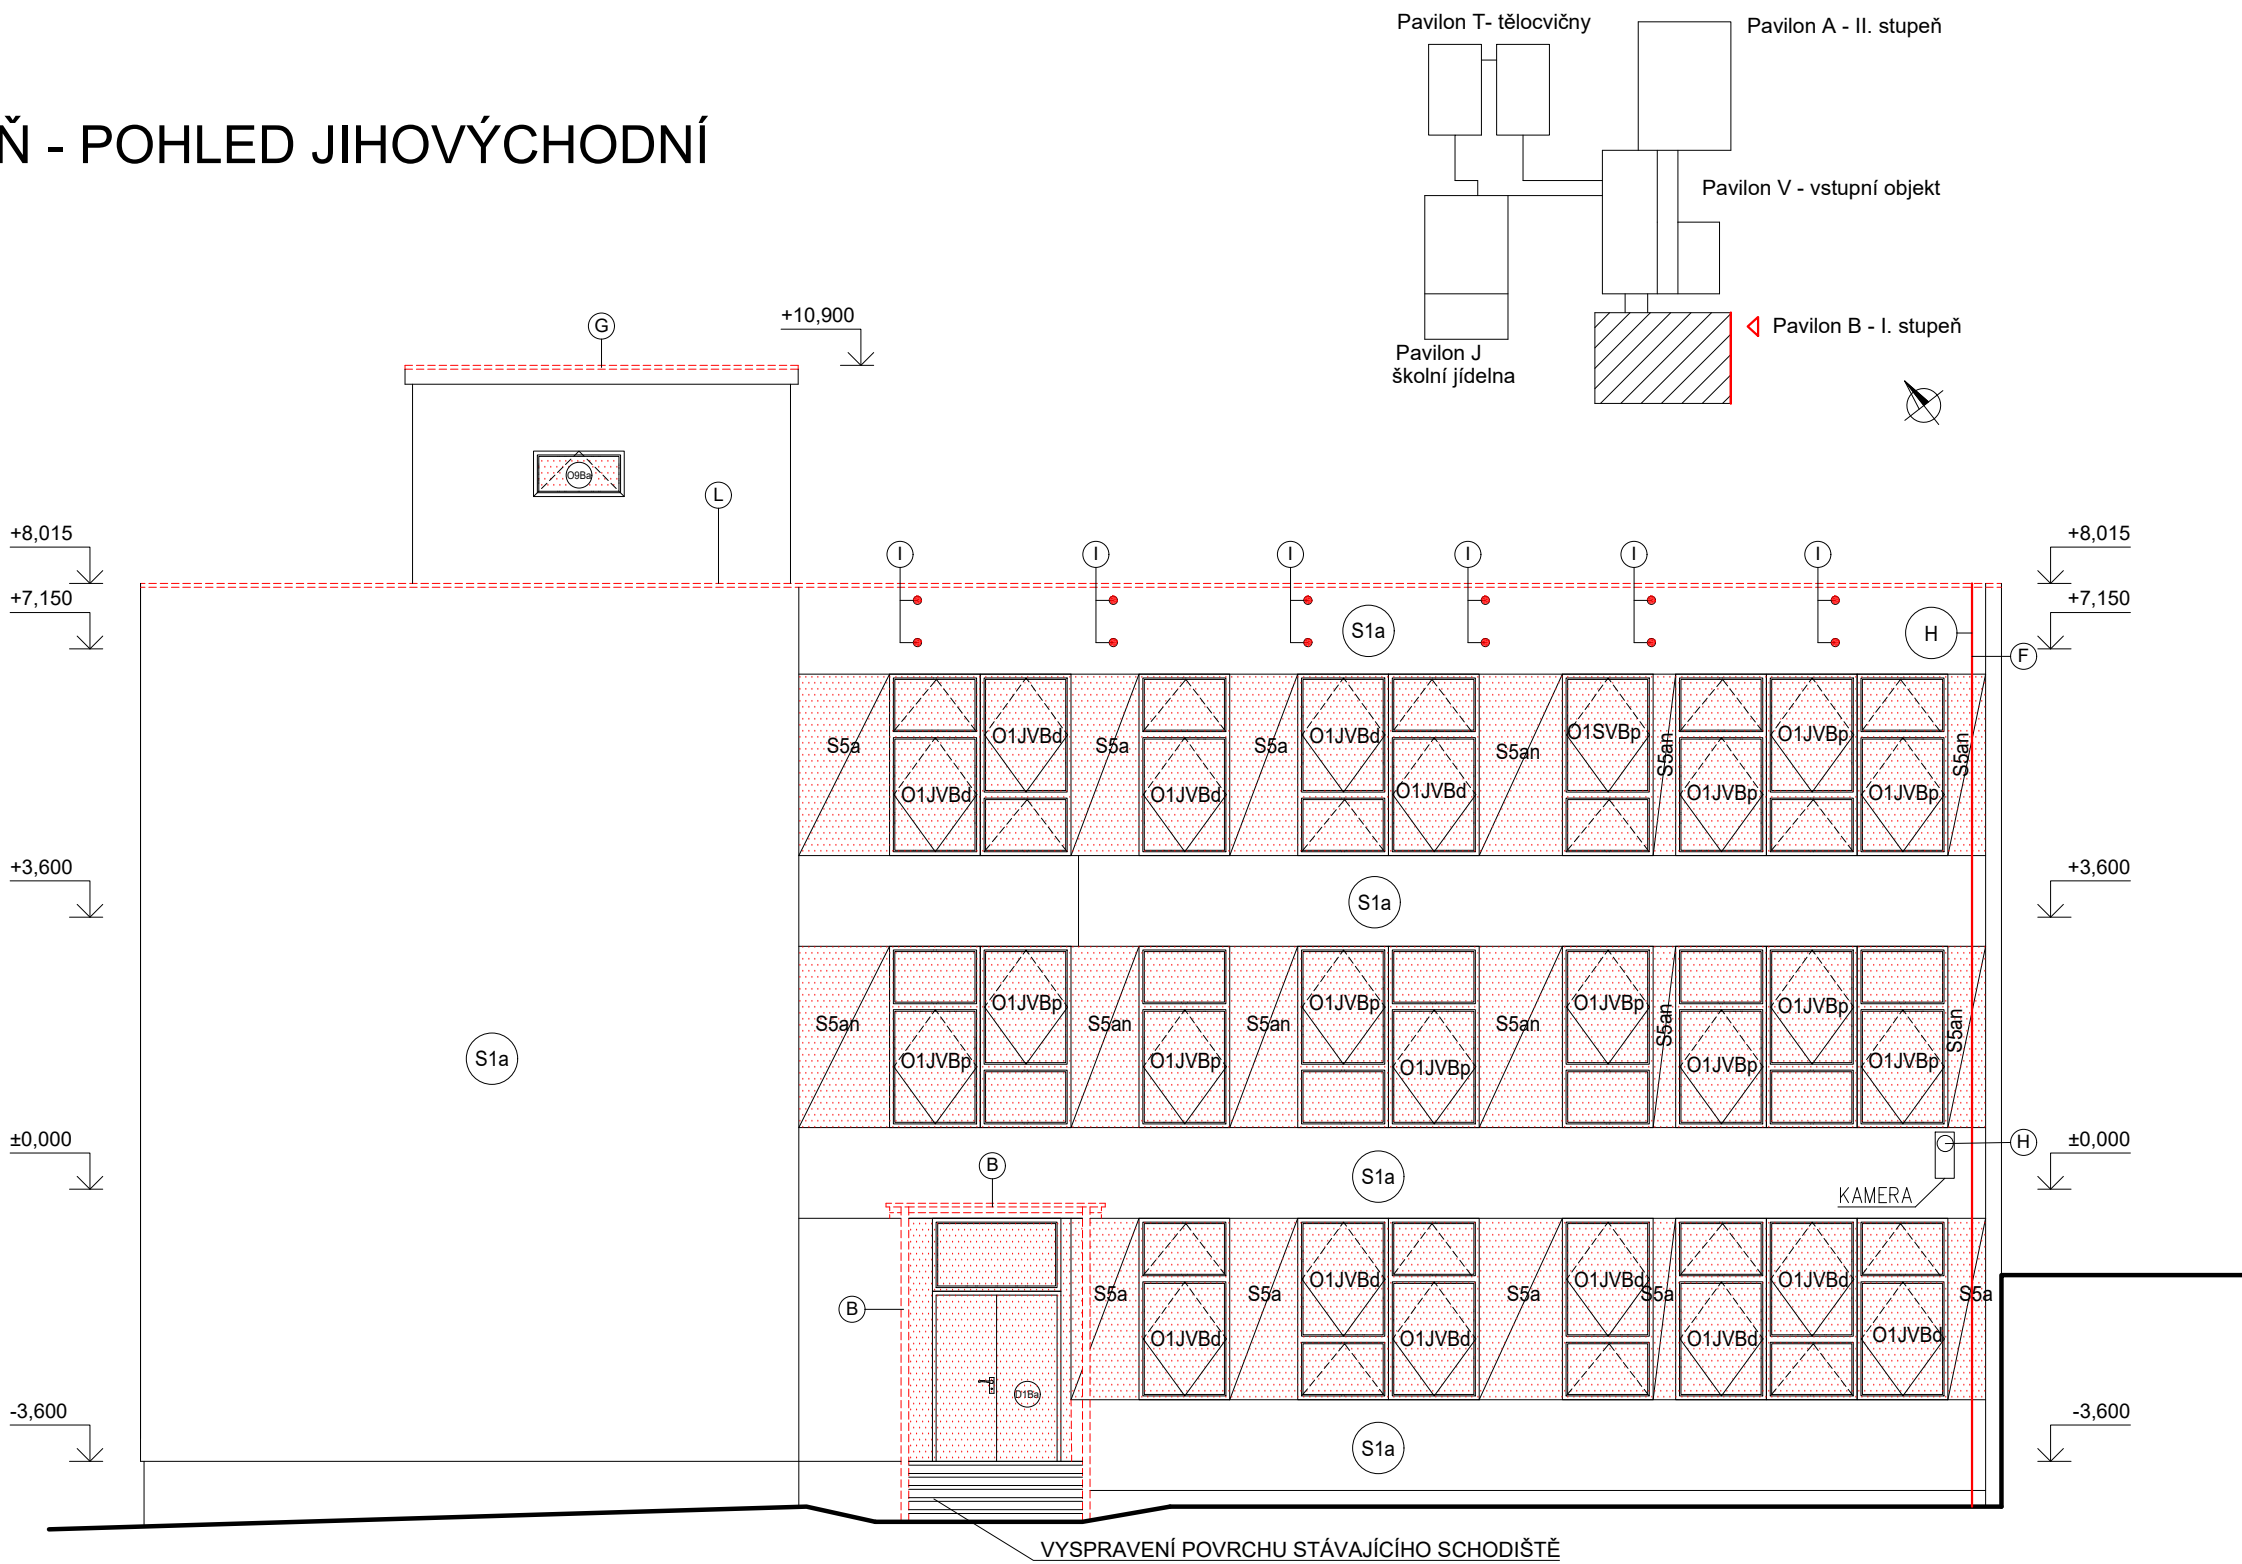 Pavilon T- tělocvičny
Pavilon A - II. stupeň
Ň - POHLED JIHOVÝCHODNÍ
Pavilon V - vstupní objekt
Pavilon B - I. stupeň
Pavilon J
školní jídelna
G
+10,900
O9Ba
L
+8,015
I
I
I
I
I
I
+8,015
+7,150
S1a
H
+7,150
F
S5a
O1JVBd
O1JVBd
S5a
O1JVBd
S5a
O1JVBd
O1JVBd
S5an
O1SVBp
S5an
O1JVBp
O1JVBp
O1JVBp
S5an
+3,600
S1a
+3,600
S5an
O1JVBp
O1JVBp
S5an
O1JVBp
S5an
O1JVBp
O1JVBp
S5an
O1JVBp
S5an
O1JVBp
O1JVBp
O1JVBp
S5an
S1a
±0,000
B
S1a
H
±0,000
KAMERA
B
S5a
O1JVBd
S5a
O1JVBd
O1JVBd
S5a
O1JVBd
S5a
O1JVBd
O1JVBd
O1JVBd
S5a
D1Ba
-3,600
S1a
-3,600
VYSPRAVENÍ POVRCHU STÁVAJÍCÍHO SCHODIŠTĚ